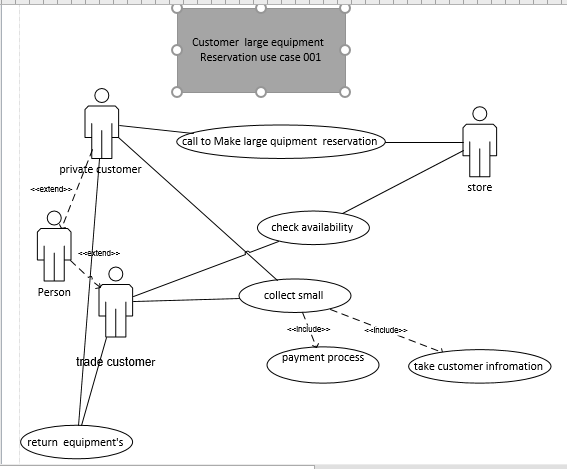 Customer large equipment
Reservation use case 001
call to Make large quipment reservation
private customer
store
<<extend>>
check availability
<<extend>>
Person
collect small
<<include>>
<<include>>
payment process
trade customer
take customer infromation
return equipment's